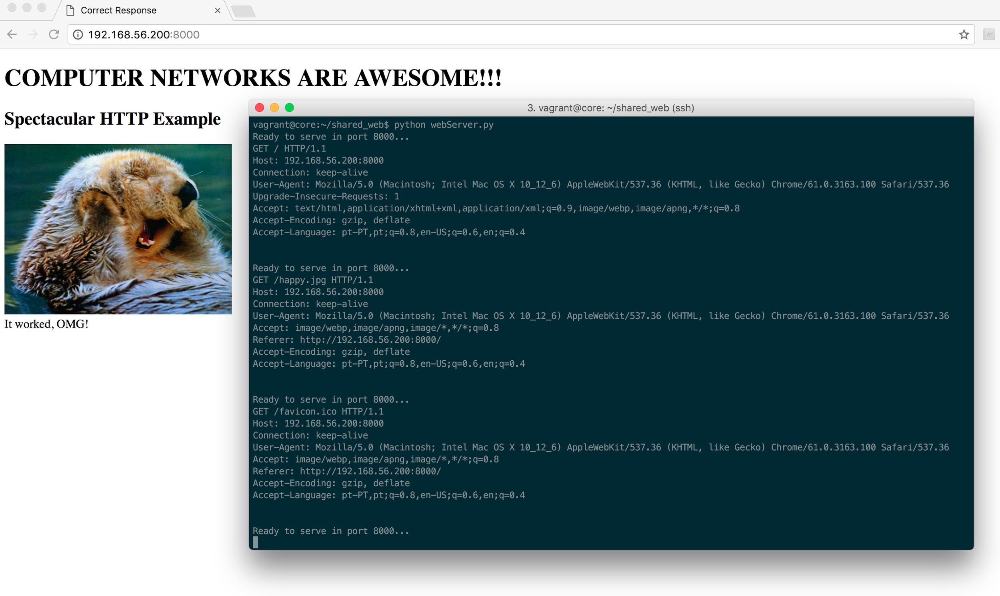 Correct Response
192.168.56.200:8000
COMPUTER NETWORKS ARE AWESOME!!!
Spectacular HTTP Example
It worked, OMG!
3. vagrant@core: ~/shared_web (ssh)
vagrant@core:~/shared_web$ python webServer.py
Ready to serve in port 8000...
GET / HTTP/1.1
Host: 192.168.56.200:8000
Connection: keep-alive
User-Agent: Mozilla/5.0 (Macintosh; Intel Mac OS X 10_12_6) AppleWebKit/537.36 (KHTML, like Gecko) Chrome/61.0.3163.100 Safari/537.36
Upgrade-Insecure-Requests: 1
Accept: text/html,application/xhtml+xml,application/xml;q=0.9,image/webp,image/apng,*/*;q=0.8
Accept-Encoding: gzip, deflate
Accept-Language: pt-PT,pt;q=0.8,en-US;q=0.6,en;q=0.4
Ready to serve in port 8000...
GET /happy.jpg HTTP/1.1
Host: 192.168.56.200:8000
Connection: keep-alive
User-Agent: Mozilla/5.0 (Macintosh; Intel Mac OS X 10_12_6) AppleWebKit/537.36 (KHTML, like Gecko) Chrome/61.0.3163.100 Safari/537.36
Accept: image/webp,image/apng,image/*,*/*;q=0.8
Referer: http://192.168.56.200:8000/
Accept-Encoding: gzip, deflate
Accept-Language: pt-PT,pt;q=0.8,en-US;q=0.6,en;q=0.4
Ready to serve in port 8000...
GET /favicon.ico HTTP/1.1
Host: 192.168.56.200:8000
Connection: keep-alive
User-Agent: Mozilla/5.0 (Macintosh; Intel Mac OS X 10_12_6) AppleWebKit/537.36 (KHTML, like Gecko) Chrome/61.0.3163.100 Safari/537.36
Accept: image/webp,image/apng,image/*,*/*;q=0.8
Referer: http://192.168.56.200:8000/
Accept-Encoding: gzip, deflate
Accept-Language: pt-PT,pt;q=0.8,en-US;q=0.6,en;q=0.4
Ready to serve in port 8000...